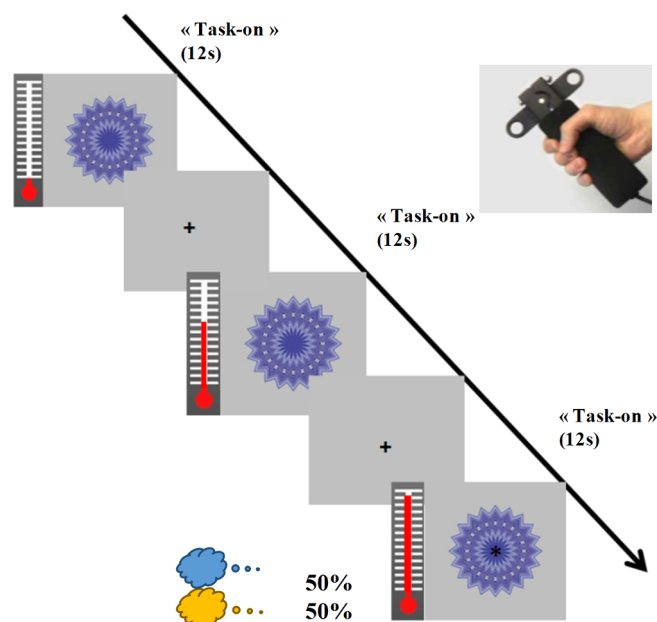 « Task-on »
(12s)
+
« Task-on »
(12s)
+
« Task-on »
(12s)
*
50%
50%